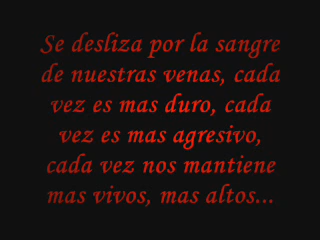 Se desliza por la sangre
de nuestras venas, cada
vez es mas duro, cada
vez es mas agresivo,
cada vez nos mantiene
mas vivos, mas altos...